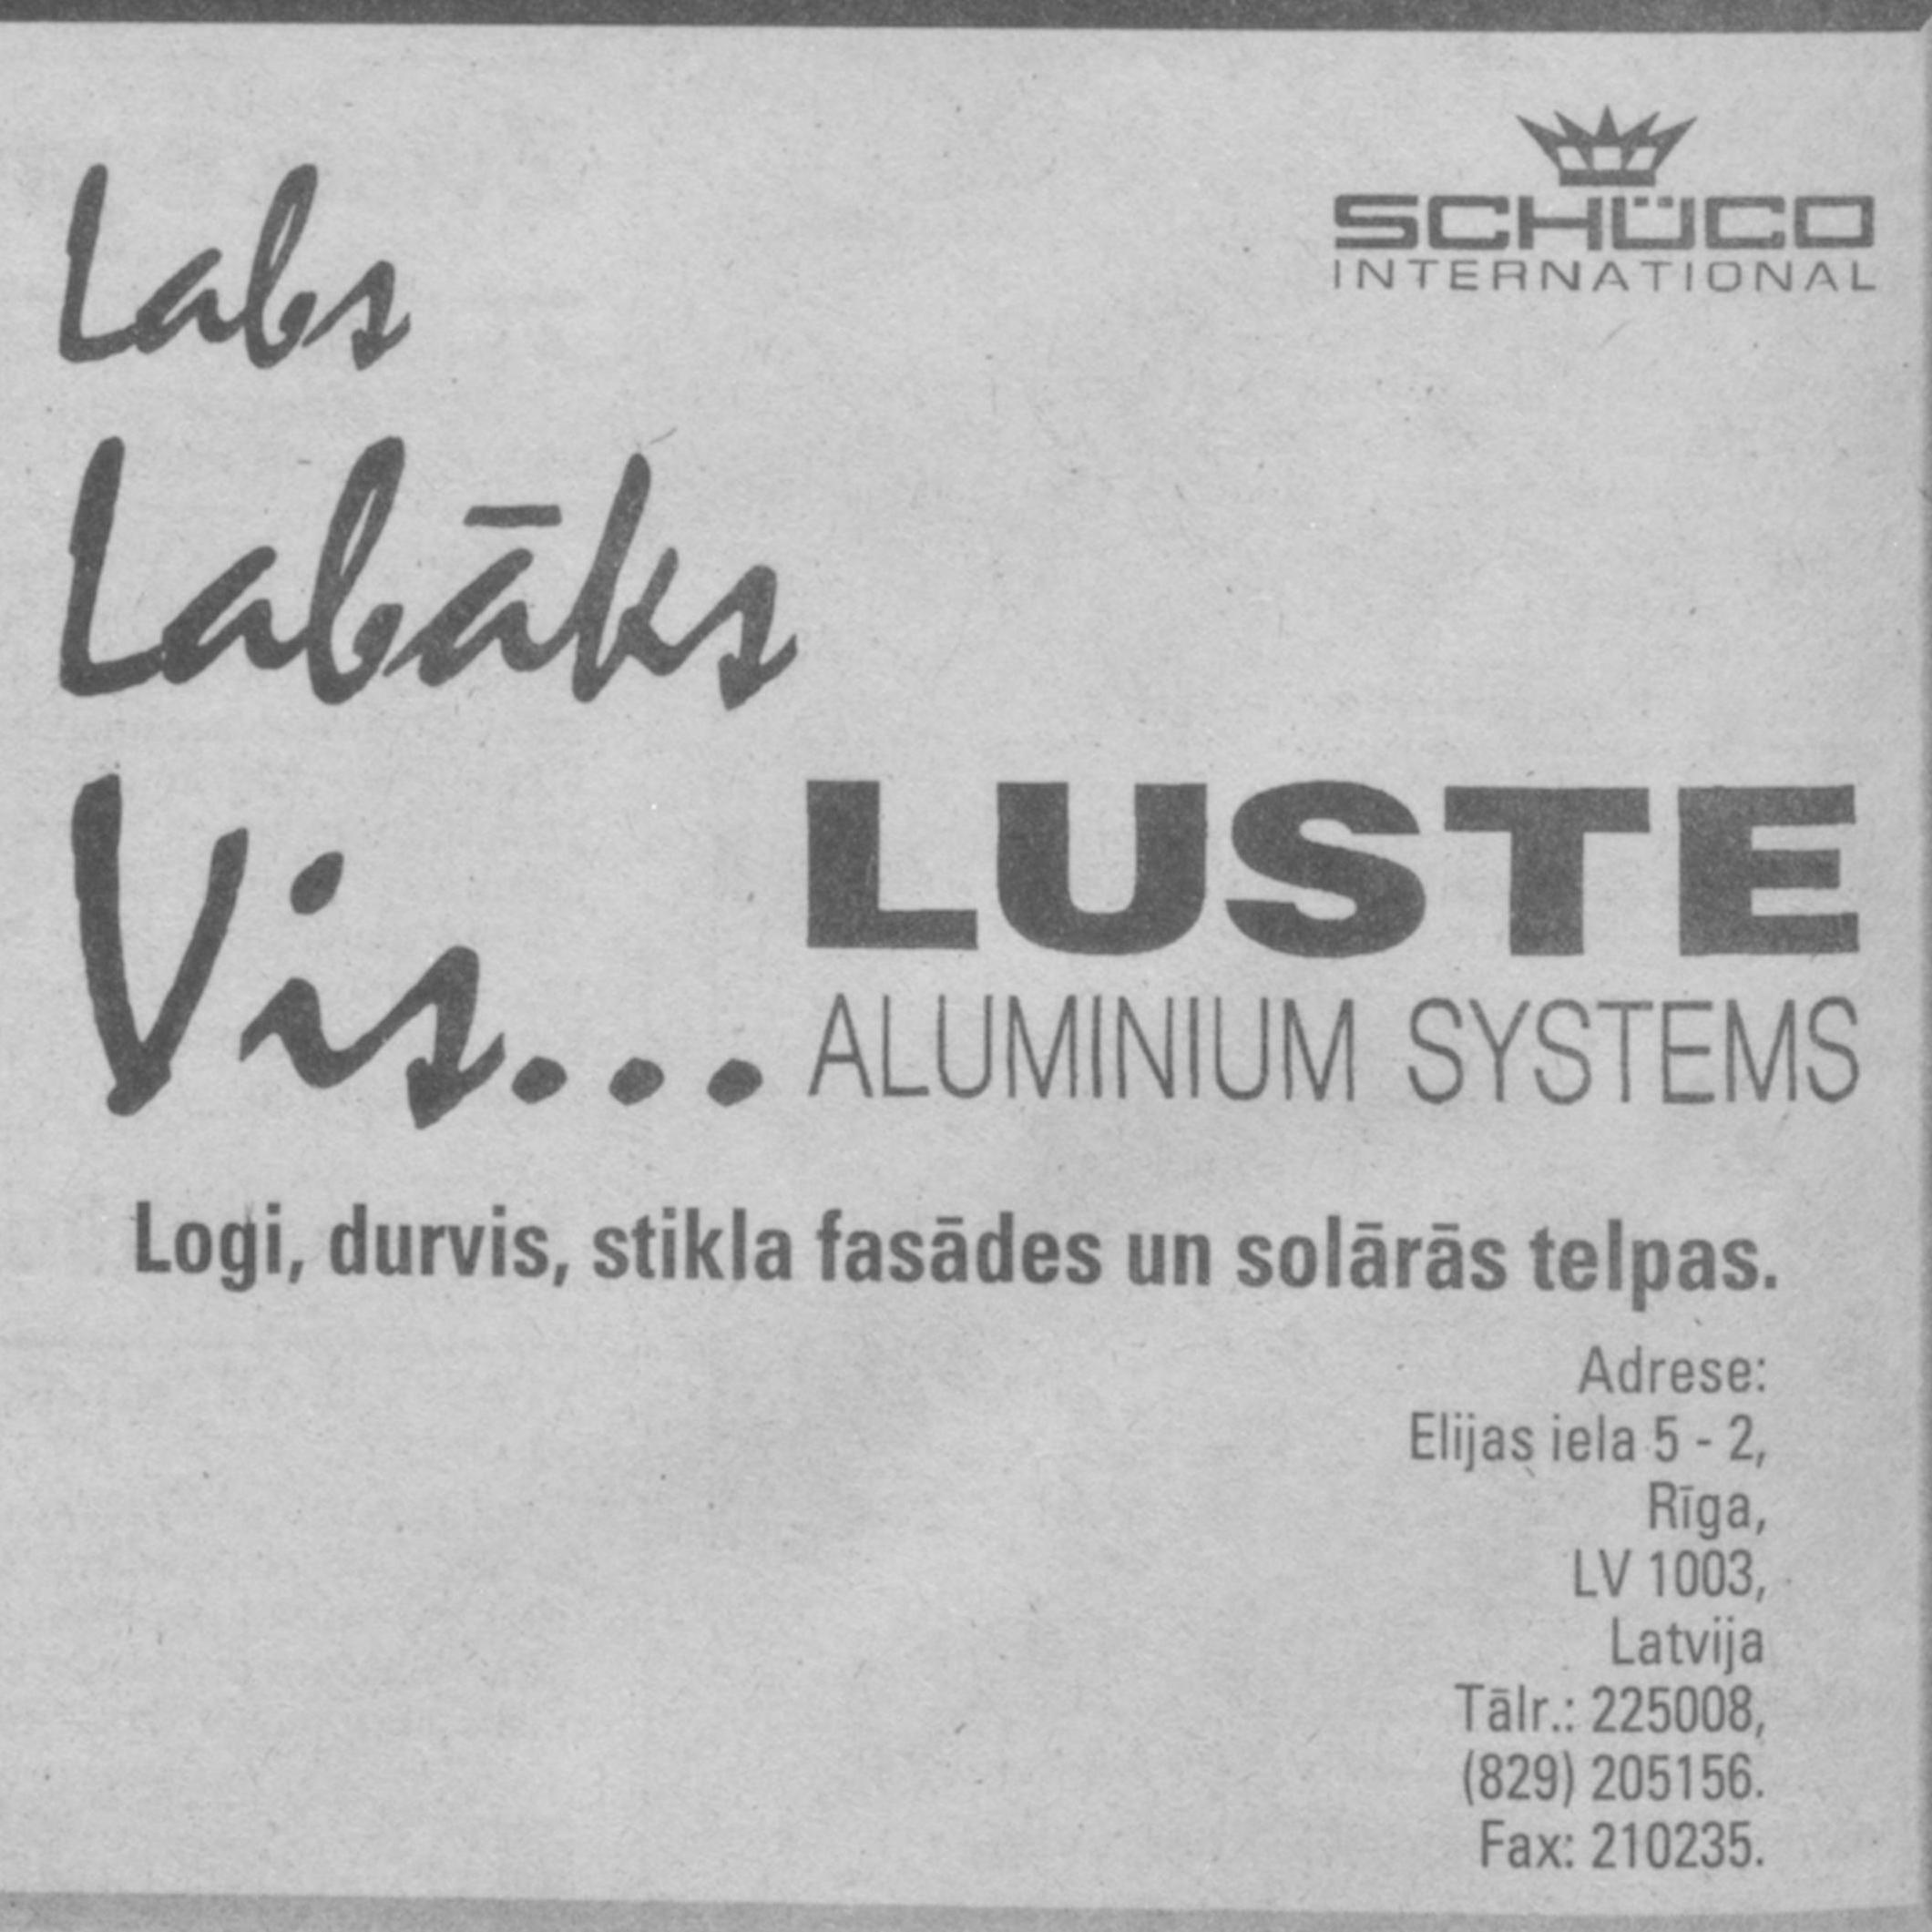 SCHÜCO
INTERNATIONAL
Labs
Labāks
Vis...
LUSTE
ALUMINIUM SYSTEMS
Logi, durvis, stikla fasādes un solārās telpas.
Adrese:
Elijas iela 5 - 2,
Rīga,
LV 1003,
Latvija
Tālr.: 225008,
(829) 205156.
Fax: 210235.